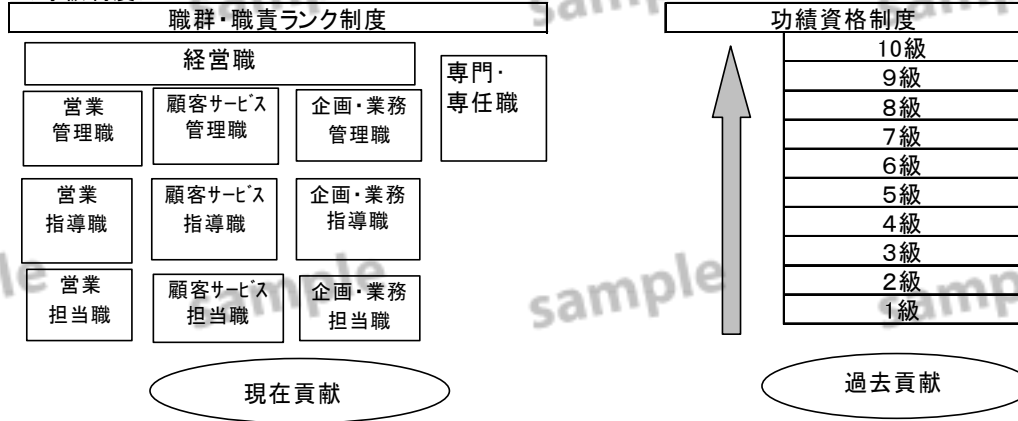 職群・職責ランク制度
経営職
専門・
専任職
営業
管理職
顧客サービス
管理職
企画・業務
管理職
営業
指導職
顧客サービス
指導職
企画・業務
指導職
営業
担当職
顧客サービス
担当職
企画・業務
担当職
現在貢献
功績資格制度
10級
9級
8級
7級
6級
5級
4級
3級
2級
1級
過去貢献
sample
sample
sample